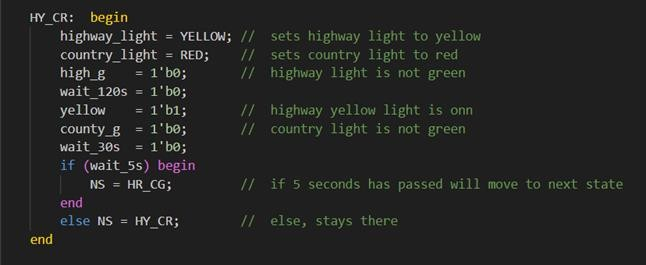 HY_CR:  begin
    highway_light = YELLOW; //  sets highway light to yellow
    country_light = RED;    //  sets country light to red
    high_g    = 1'b0;       //  highway light is not green
    wait_120s = 1'b0;
    yellow    = 1'b1;       //  highway yellow light is onn
    county_g  = 1'b0;       //  country light is not green
    wait_30s  = 1'b0;
    if (wait_5s) begin
        NS = HR_CG;         //  if 5 seconds has passed will move to next state
    end
    else NS = HY_CR;        //  else, stays there
end